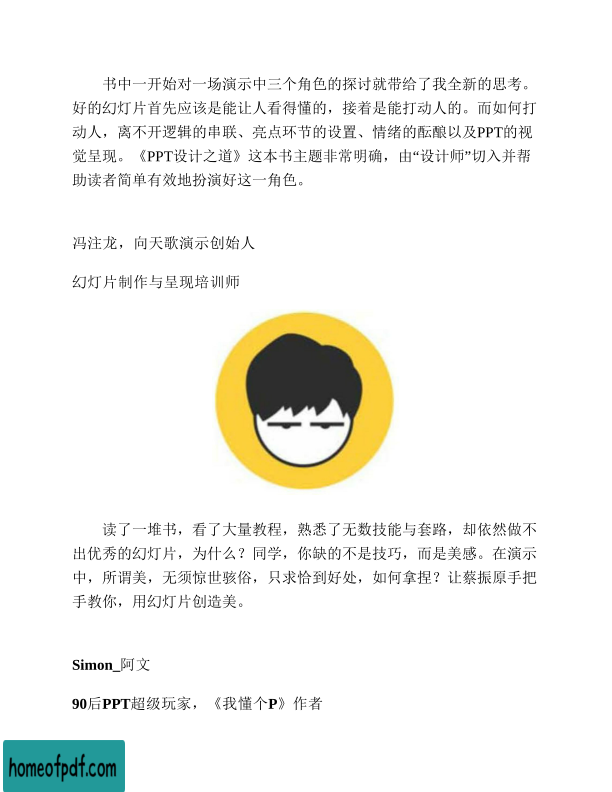 书中一开始对一场演示中三个角色的探讨就带给了我全新的思考。
好的幻灯片首先应该是能让人看得懂的，接着是能打动人的。而如何打
动人，离不开逻辑的串联、亮点环节的设置、情绪的酝酿以及PPT的视
觉呈现。《PPT设计之道》这本书主题非常明确，由“设计师”切入并帮
助读者简单有效地扮演好这一角色。
冯注龙，向天歌演示创始人
幻灯片制作与呈现培训师
读了一堆书，看了大量教程，熟悉了无数技能与套路，却依然做不
出优秀的幻灯片，为什么？同学，你缺的不是技巧，而是美感。在演示
中，所谓美，无须惊世骇俗，只求恰到好处，如何拿捏？让蔡振原手把
手教你，用幻灯片创造美。
Simon_阿文
90后PPT超级玩家，《我懂个P》作者
homeofpdf.com